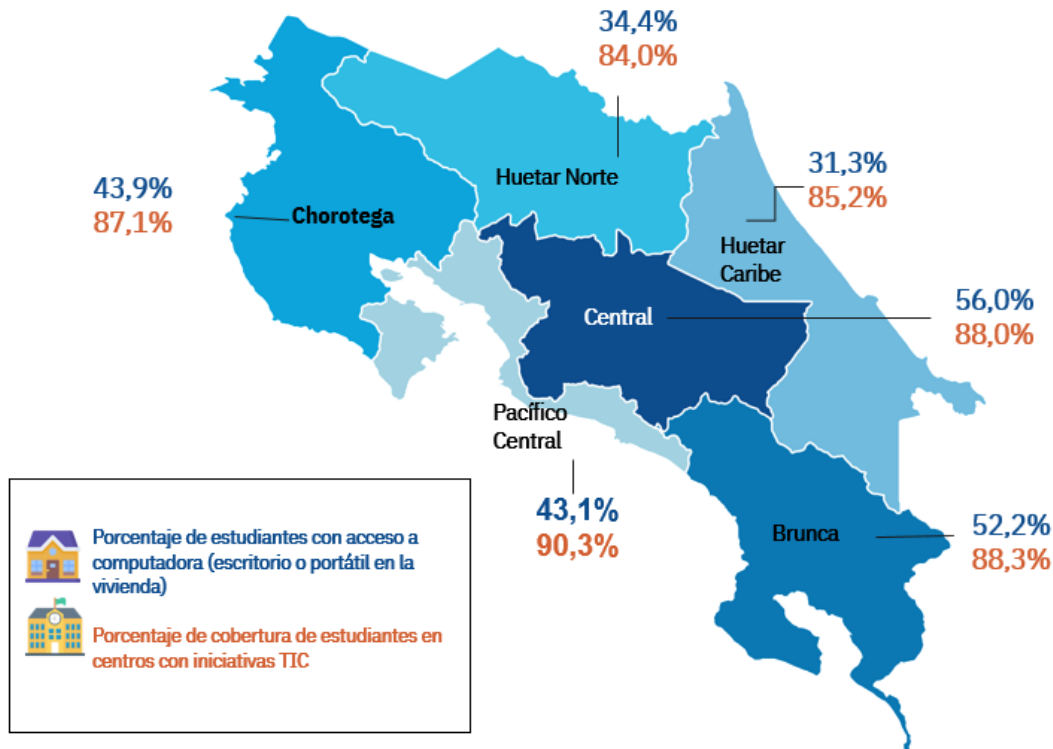 34,4%
84,0%
Huetar Norte
31,3%
85,2%
43,9%
87,1%
Chorotega
Huetar
Caribe
56,0%
88,0%
Central
Pacífico
Central
43,1%
90,3%
Brunca
52,2%
88,3%
Porcentaje de estudiantes con acceso a
computadora (escritorio o portátil en la
vivienda)
Porcentaje de cobertura de estudiantes en
centros con iniciativas TIC